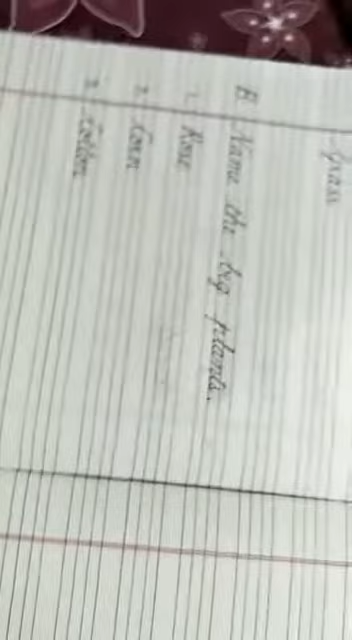 Grass
B. Name the big plants.
1. Rose
2. Corn
3. Cotton